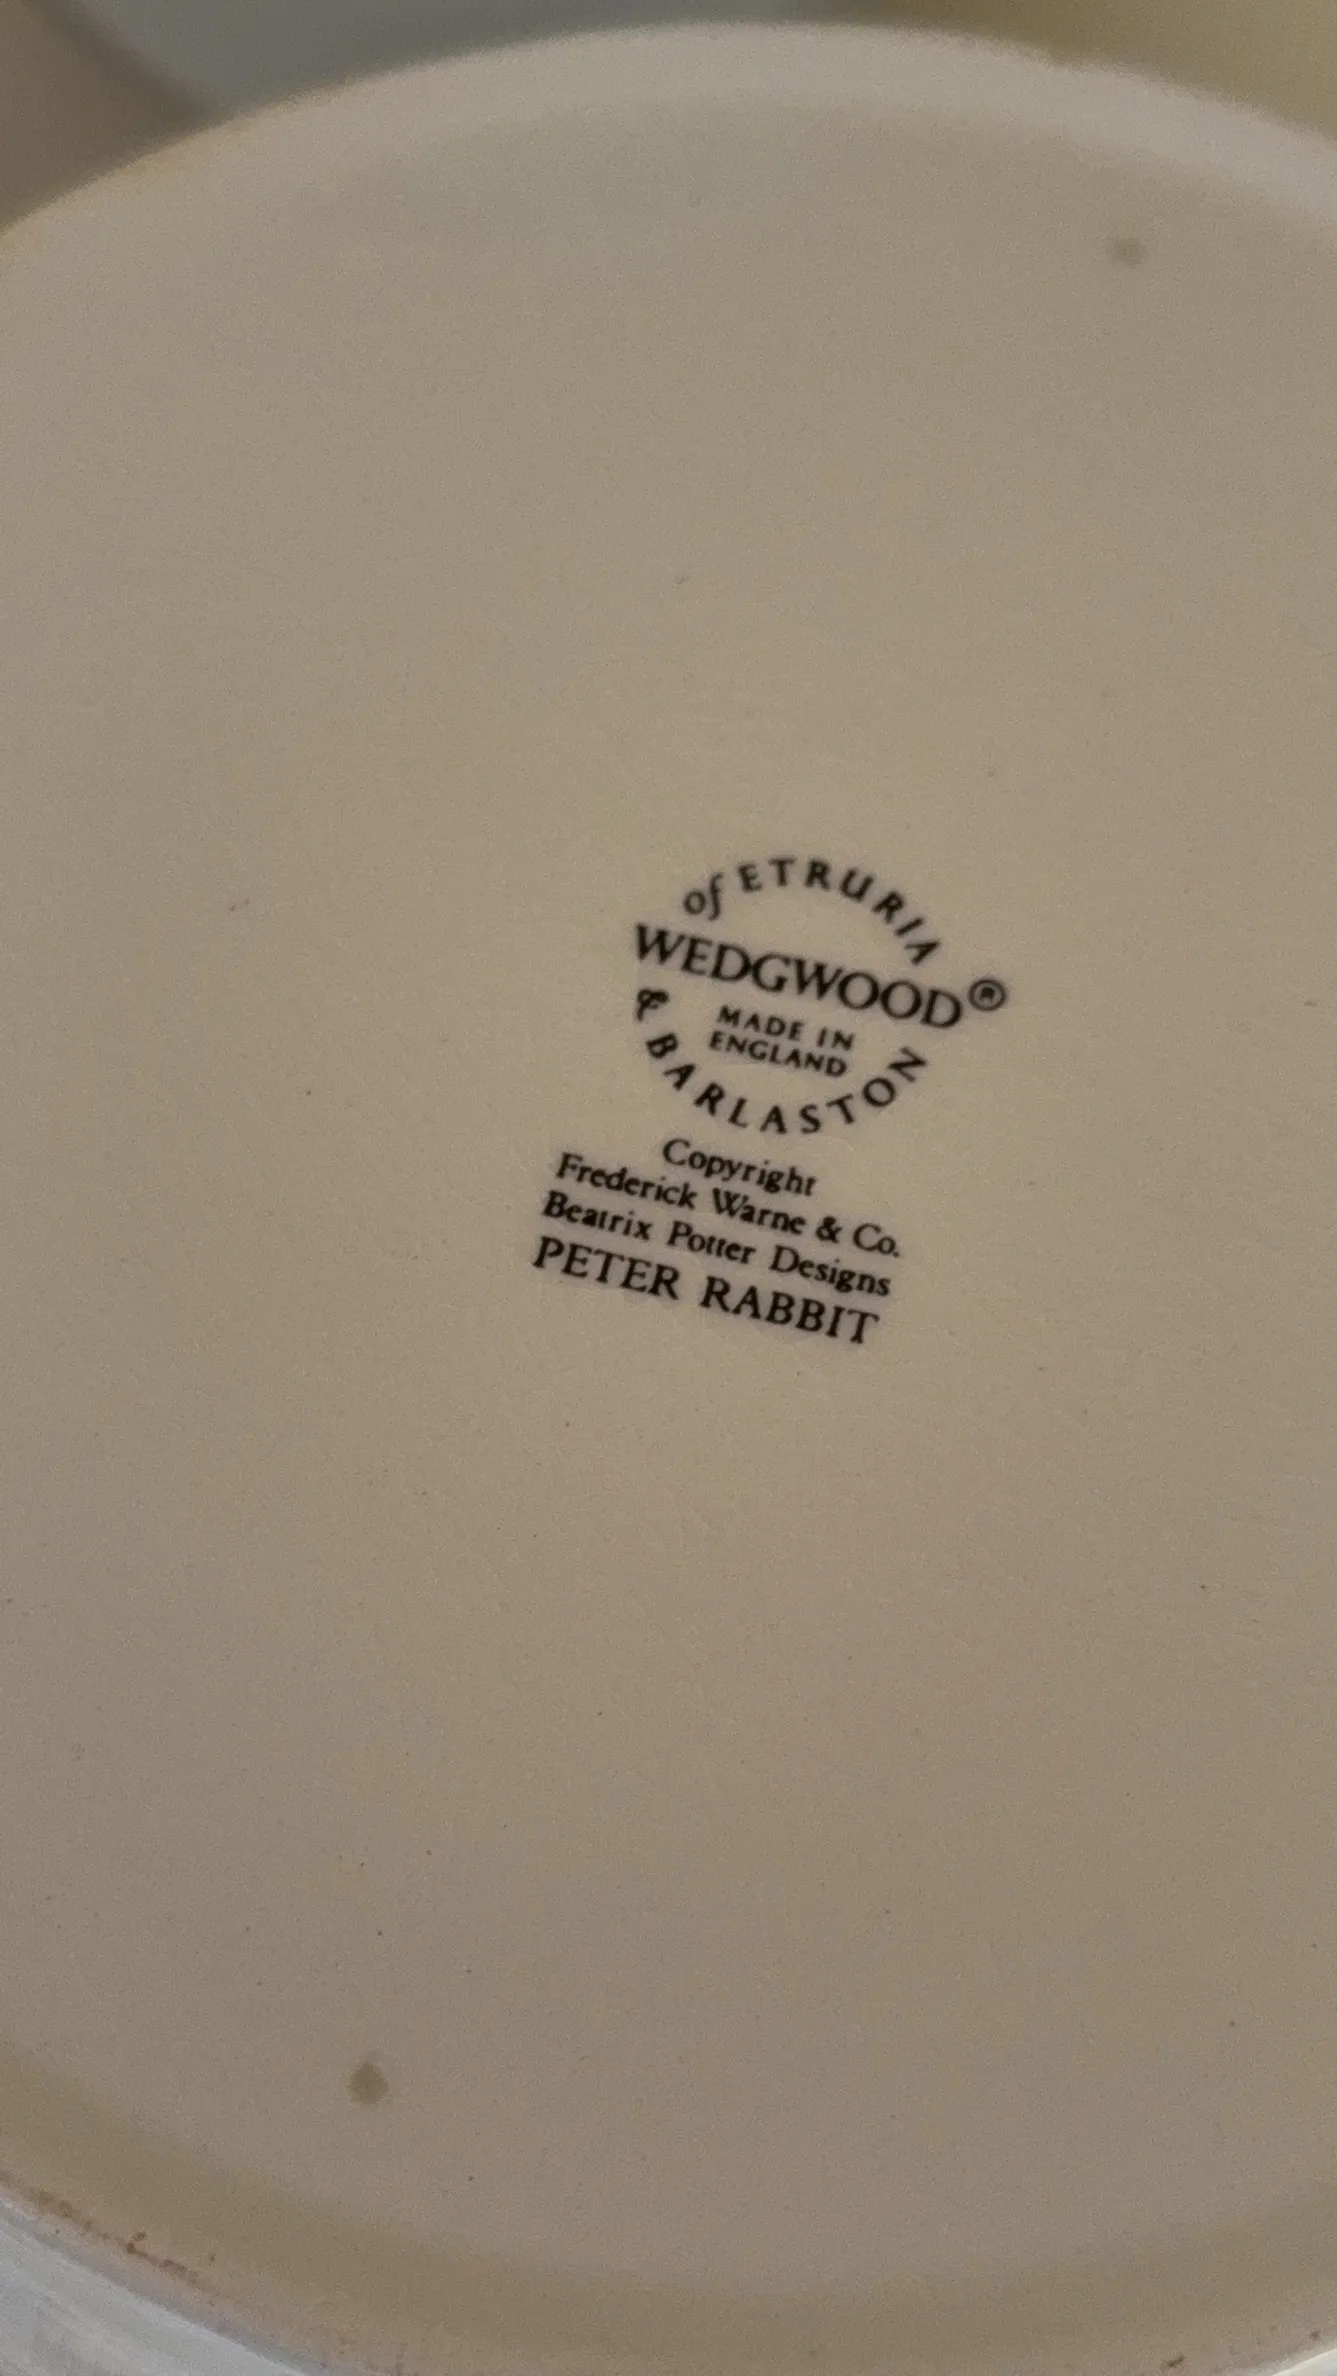 of ETRURIA
WEDGWOOD®
MADE IN
ENGLAND
& BARLASTON
Copyright
Frederick Warne & Co.
Beatrix Potter Designs
PETER RABBIT